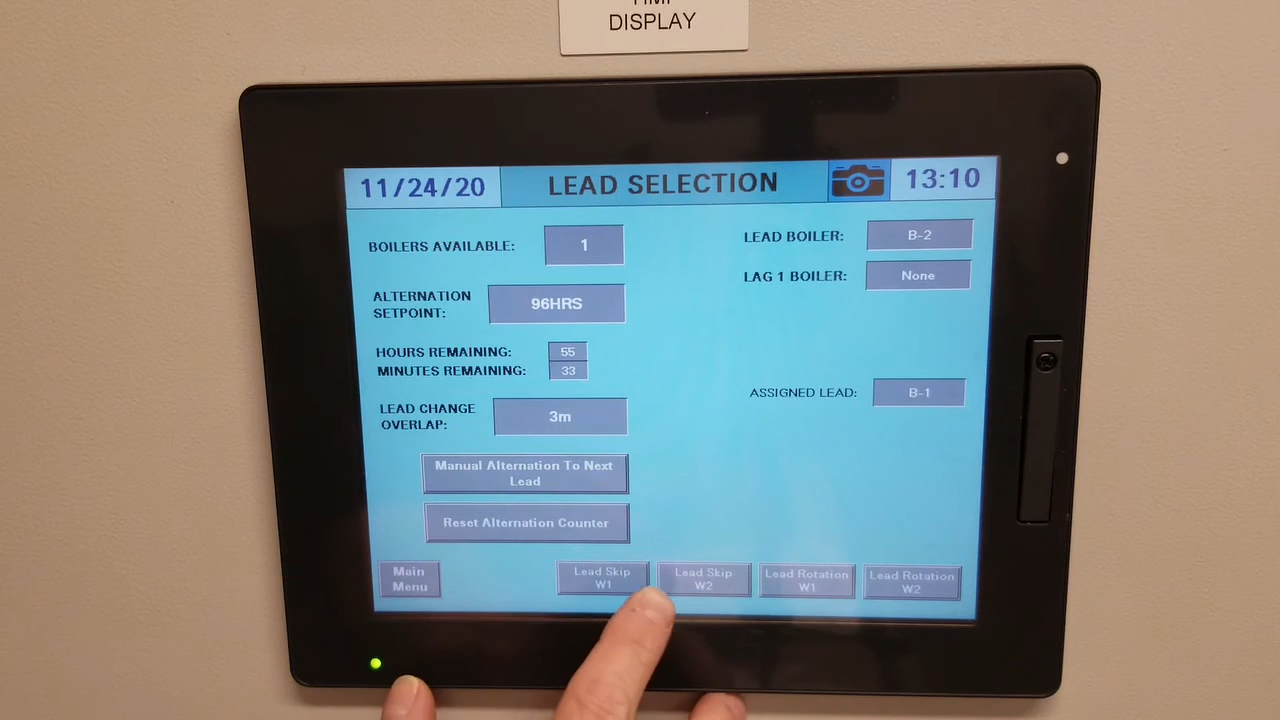 DISPLAY
11/24/20 LEAD SELECTION 13:10
BOILERS AVAILABLE: 1
LEAD BOILER: B-2
LAG 1 BOILER: None
ALTERNATION
SETPOINT: 96HRS
HOURS REMAINING: 55
MINUTES REMAINING: 33
ASSIGNED LEAD: B-1
LEAD CHANGE
OVERLAP: 3m
Manual Alternation To Next
Lead
Reset Alternation Counter
Main
Menu
Lead Skip
W1
Lead Skip
W2
Lead Rotation
W1
Lead Rotation
W2